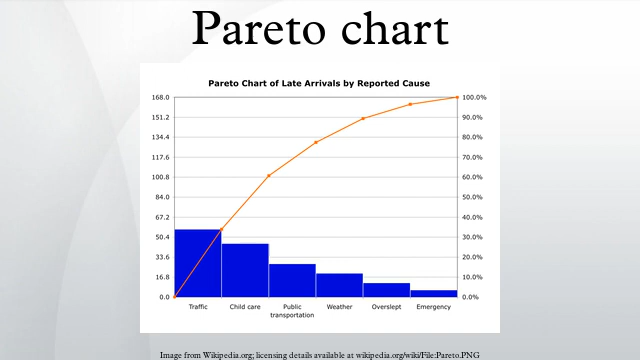 Pareto chart
Pareto Chart of Late Arrivals by Reported Cause
168.0
151.2
134.4
117.6
100.8
84.0
67.2
50.4
33.6
16.8
0.0
100.0%
90.0%
80.0%
70.0%
60.0%
50.0%
40.0%
30.0%
20.0%
10.0%
0.0%
Traffic
Child care
Public
transportation
Weather
Overslept
Emergency
Image from Wikipedia.org; licensing details available at wikipedia.org/wiki/File:Pareto.PNG